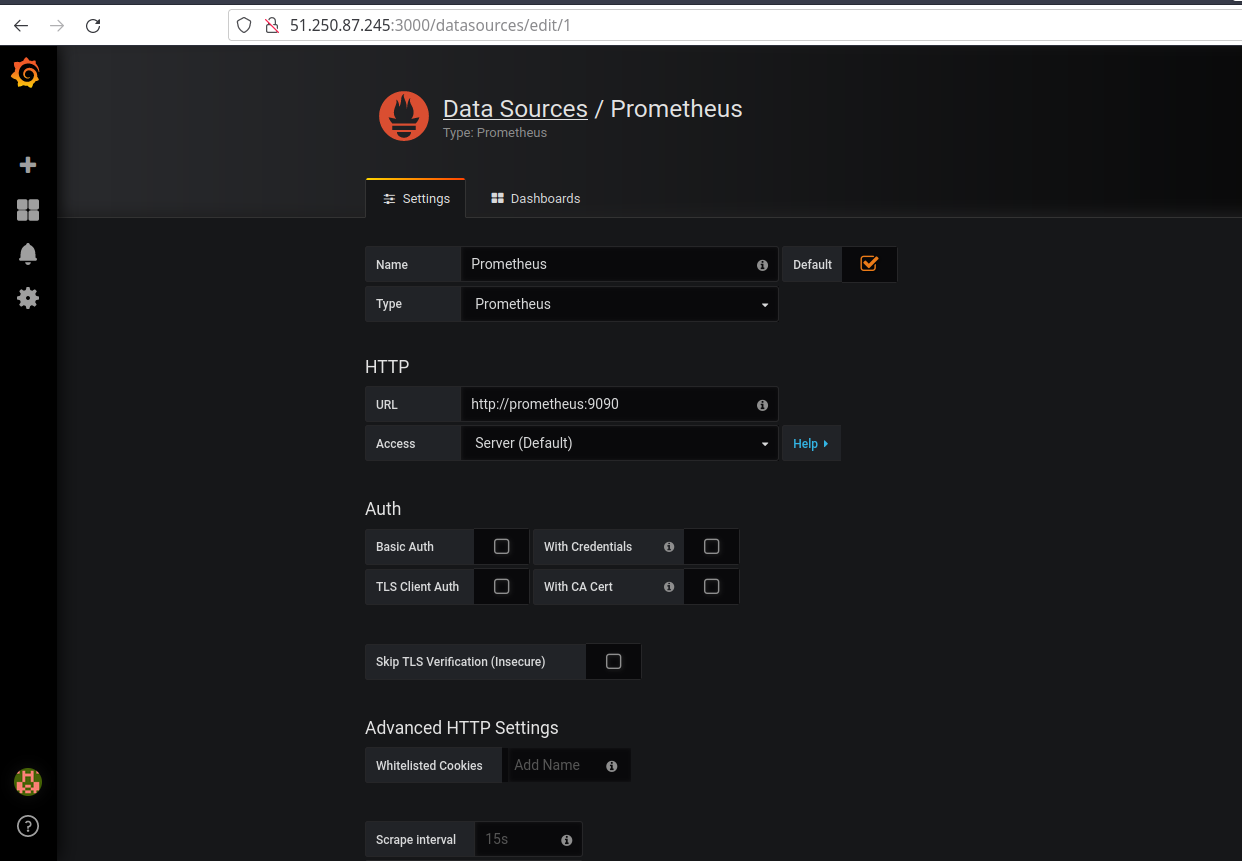 51.250.87.245:3000/datasources/edit/1
Data Sources / Prometheus
Type: Prometheus
Settings
Dashboards
Name Prometheus Default
Type Prometheus
HTTP
URL http://prometheus:9090
Access Server (Default) Help
Auth
Basic Auth With Credentials
TLS Client Auth With CA Cert
Skip TLS Verification (Insecure)
Advanced HTTP Settings
Whitelisted Cookies Add Name
Scrape interval 15s